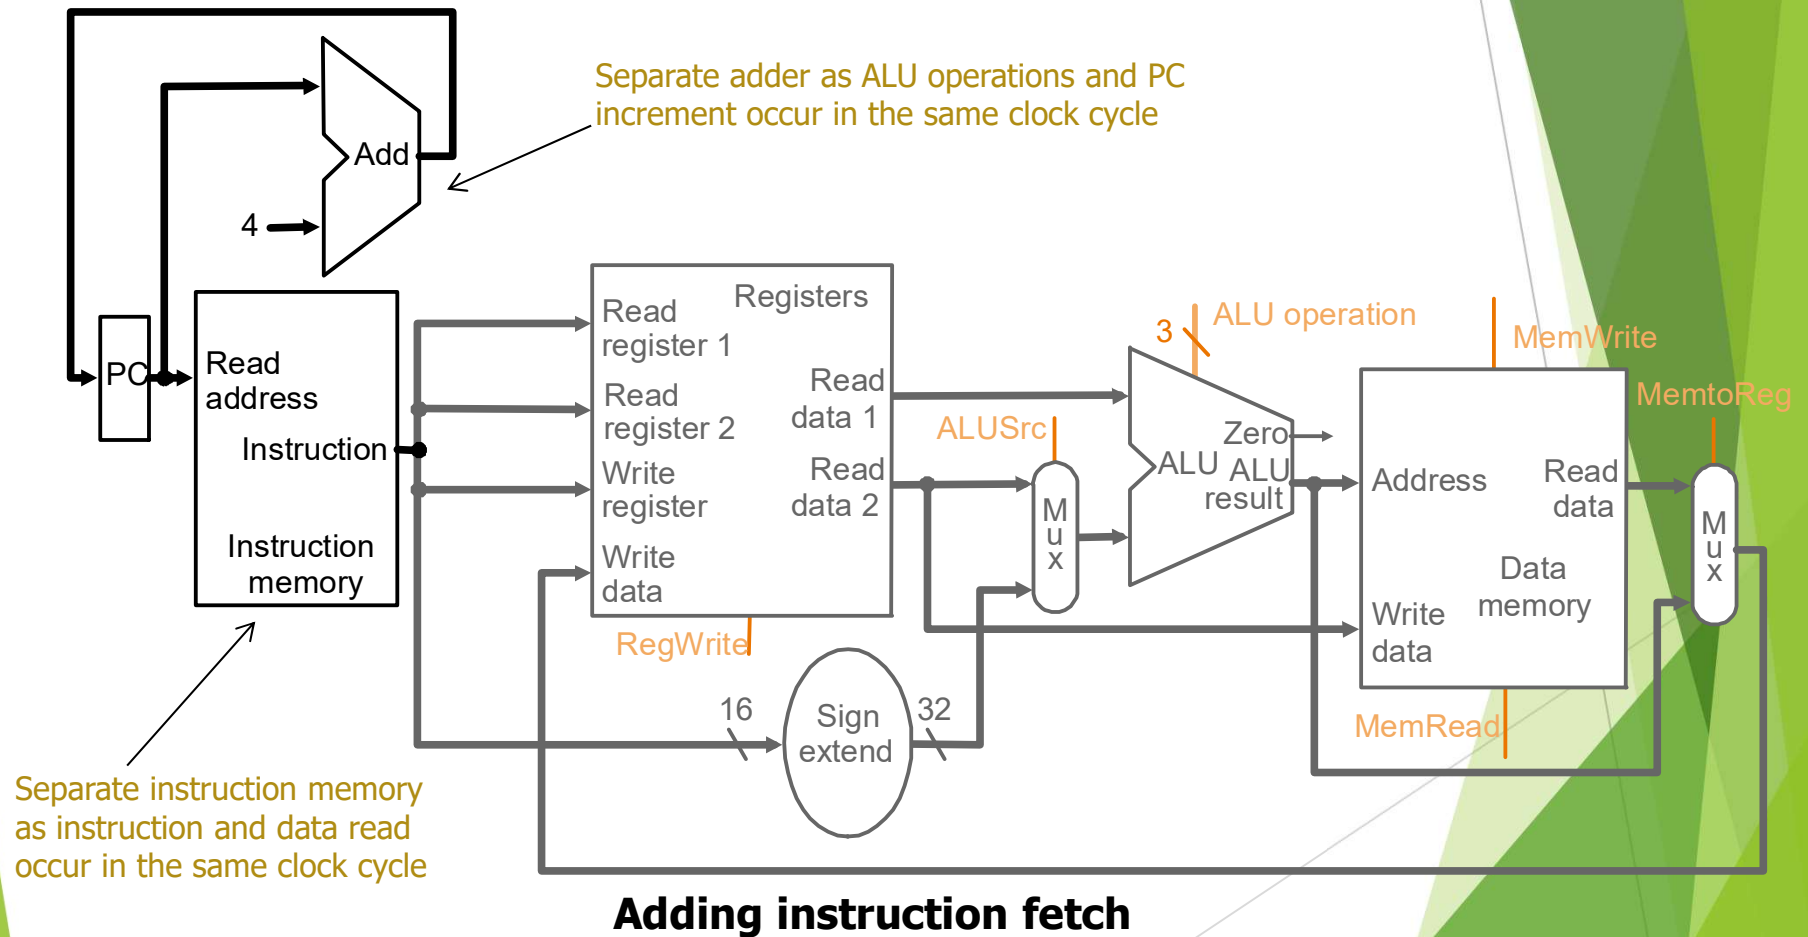 Separate adder as ALU operations and PC
increment occur in the same clock cycle
Add
4
PC
Read
address
Instruction
Instruction
memory
Registers
Read
register 1
Read
register 2
Write
register
Write
data
Read
data 1
Read
data 2
RegWrite
16
Sign
extend
32
ALUSrc
M
u
x
3
ALU operation
Zero
ALU
ALU
result
MemWrite
Address
Read
data
Data
memory
Write
data
MemRead
MemtoReg
M
u
x
Separate instruction memory
as instruction and data read
occur in the same clock cycle
Adding instruction fetch